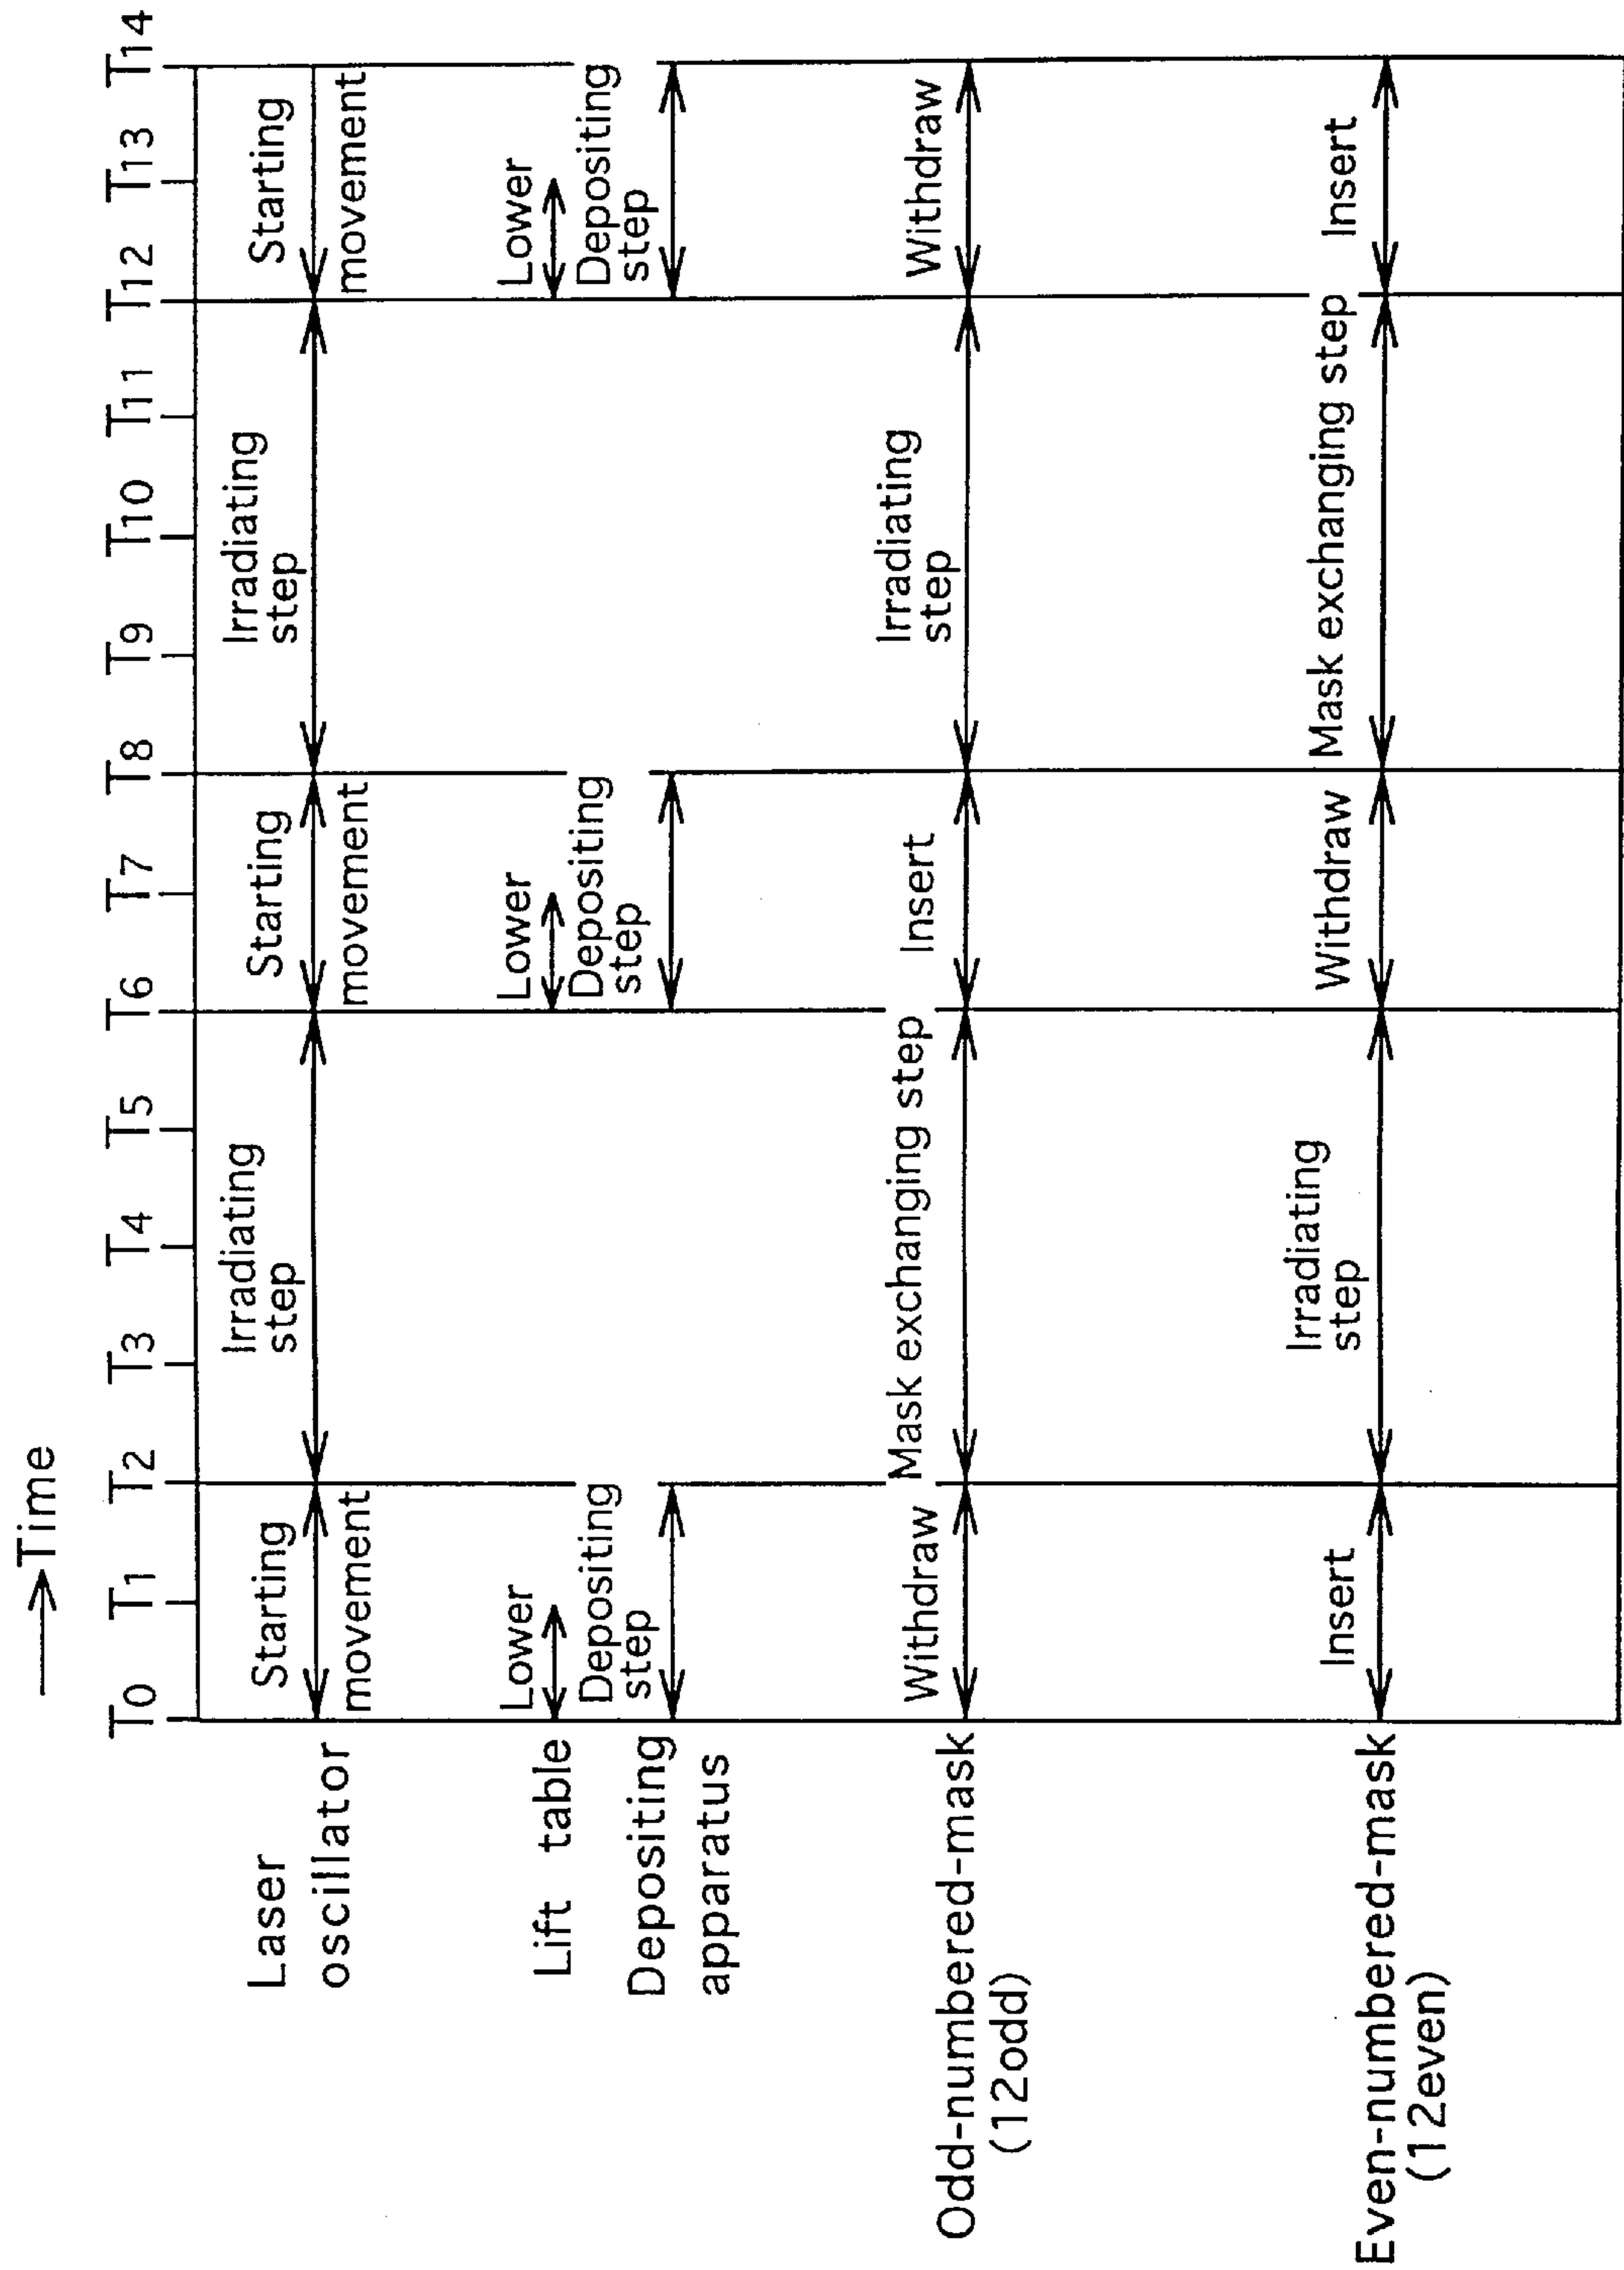 Time
T0 T1 T2 T3 T4 T5 T6 T7 T8 T9 T10 T11 T12 T13 T14
Laser
oscillator
Starting
movement
Irradiating
step
Starting
movement
Irradiating
step
Starting
movement
Lift table
Lower
Lower
Lower
Depositing
apparatus
Depositing
step
Depositing
step
Depositing
step
Odd-numbered-mask
(12odd)
Withdraw
Mask exchanging step
Insert
Irradiating
step
Withdraw
Even-numbered-mask
(12even)
Insert
Irradiating
step
Withdraw
Mask exchanging step
Insert